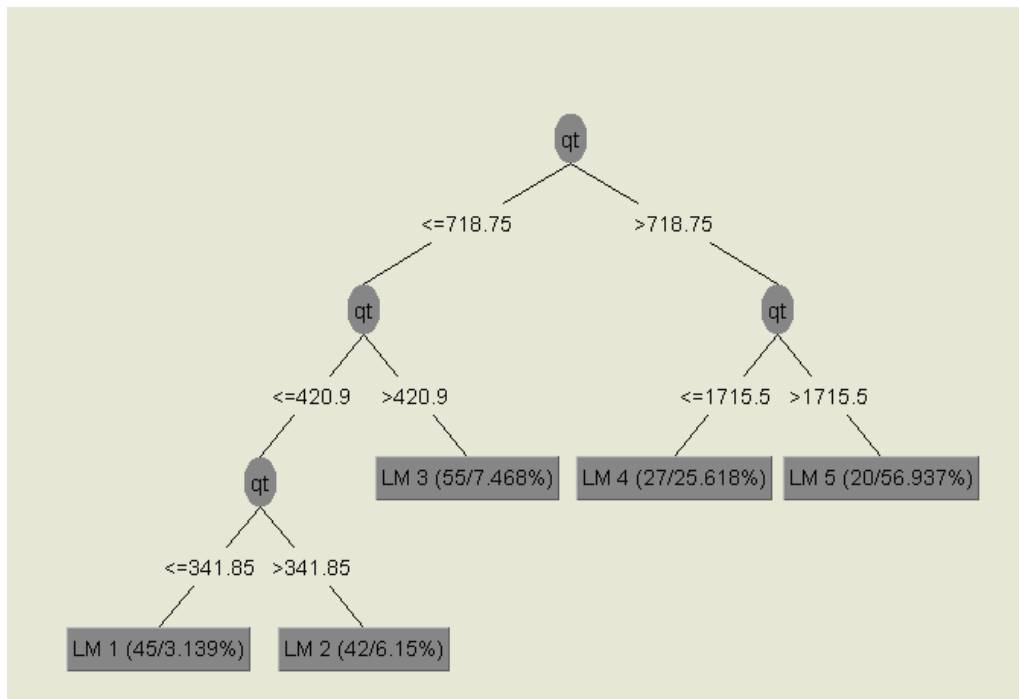 qt
<=718.75 >718.75
qt qt
<=420.9 >420.9 <=1715.5 >1715.5
qt LM 3 (55/7.468%) LM 4 (27/25.618%) LM 5 (20/56.937%)
<=341.85 >341.85
LM 1 (45/3.139%) LM 2 (42/6.15%)